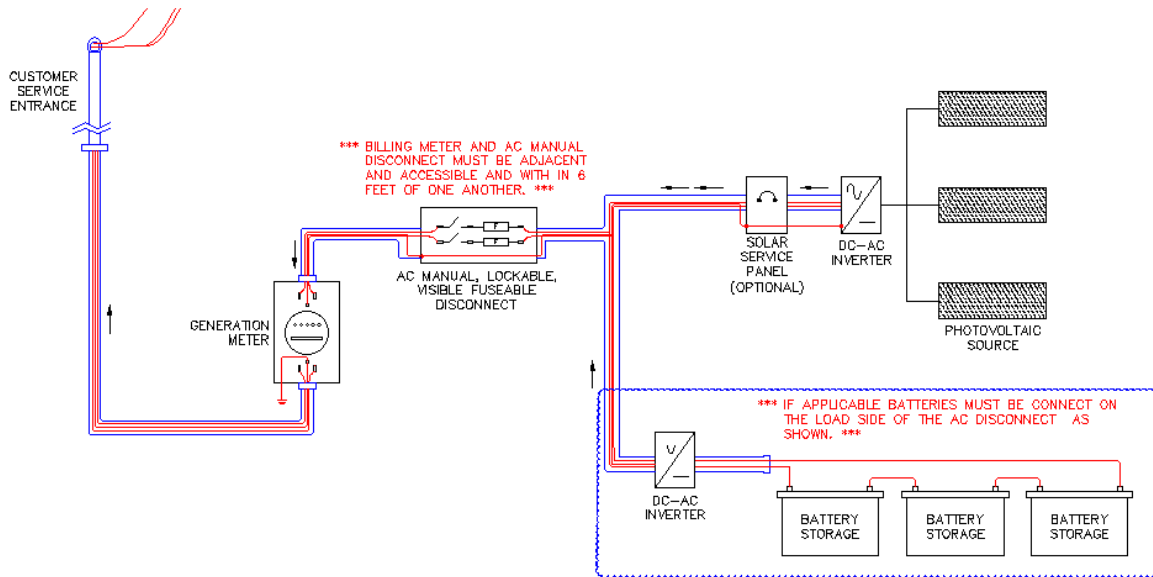 CUSTOMER
SERVICE
ENTRANCE
*** BILLING METER AND AC MANUAL
DISCONNECT MUST BE ADJACENT
AND ACCESSIBLE AND WITH IN 6
FEET OF ONE ANOTHER. ***
F
F
AC MANUAL, LOCKABLE,
VISIBLE FUSEABLE
DISCONNECT
GENERATION
METER
SOLAR
SERVICE
PANEL
(OPTIONAL)
DC-AC
INVERTER
PHOTOVOLTAIC
SOURCE
*** IF APPLICABLE BATTERIES MUST BE CONNECT ON
THE LOAD SIDE OF THE AC DISCONNECT AS
SHOWN. ***
V
DC-AC
INVERTER
BATTERY
STORAGE
BATTERY
STORAGE
BATTERY
STORAGE